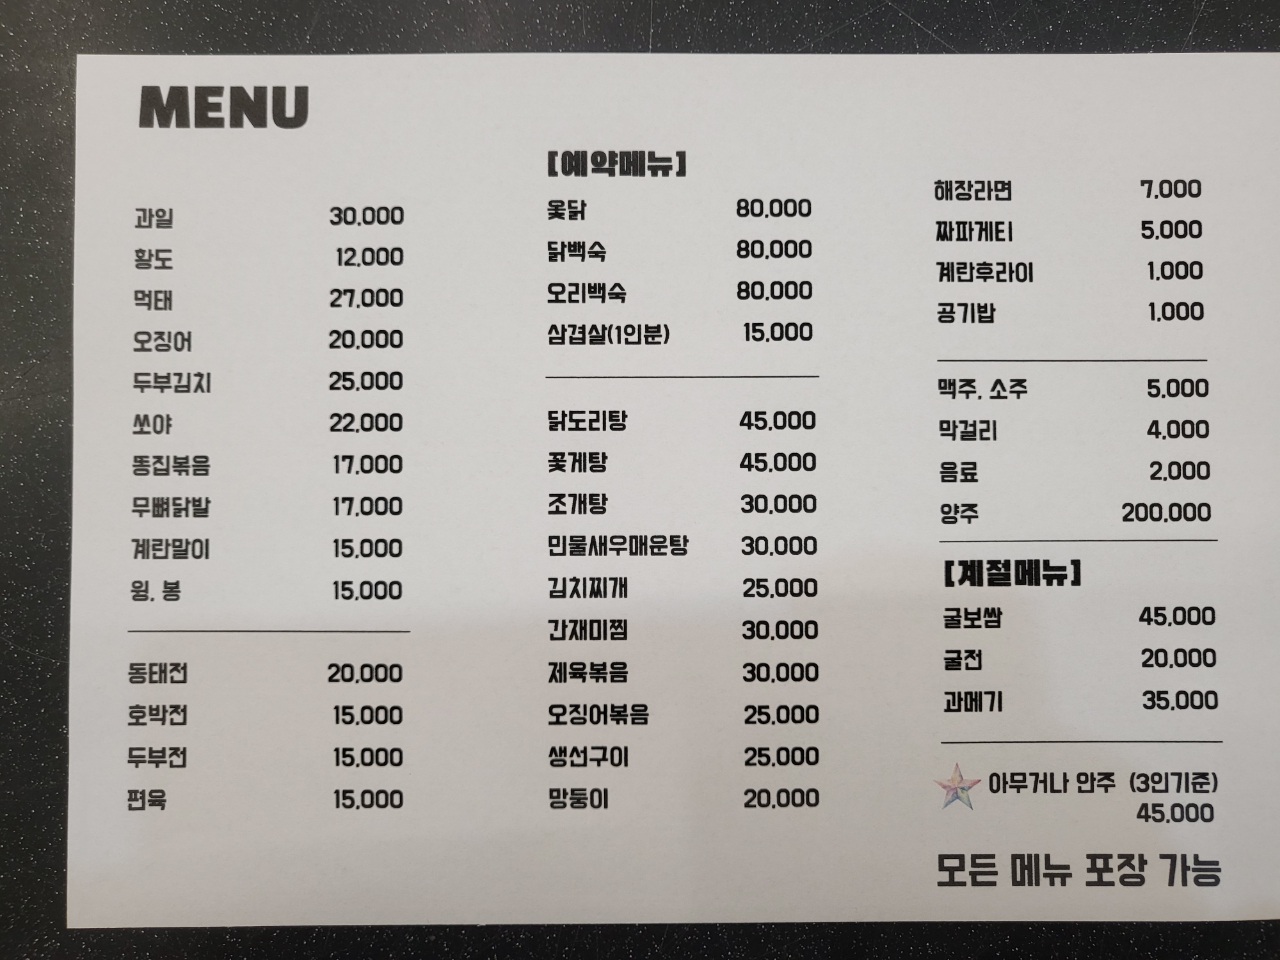 MENU
과일 30,000
황도 12,000
먹태 27,000
오징어 20,000
두부김치 25,000
쏘야 22,000
똥집볶음 17,000
무뼈닭발 17,000
계란말이 15,000
윙, 봉 15,000
동태전 20,000
호박전 15,000
두부전 15,000
편육 15,000
[예약메뉴]
옻닭 80,000
닭백숙 80,000
오리백숙 80,000
삼겹살(1인분) 15,000
닭도리탕 45,000
꽃게탕 45,000
조개탕 30,000
민물새우매운탕 30,000
김치찌개 25,000
간재미찜 30,000
제육볶음 30,000
오징어볶음 25,000
생선구이 25,000
망둥이 20,000
해장라면 7,000
짜파게티 5,000
계란후라이 1,000
공기밥 1,000
맥주, 소주 5,000
막걸리 4,000
음료 2,000
양주 200,000
[계절메뉴]
굴보쌈 45,000
굴전 20,000
과메기 35,000
아무거나 안주 (3인기준)
45,000
모든 메뉴 포장 가능